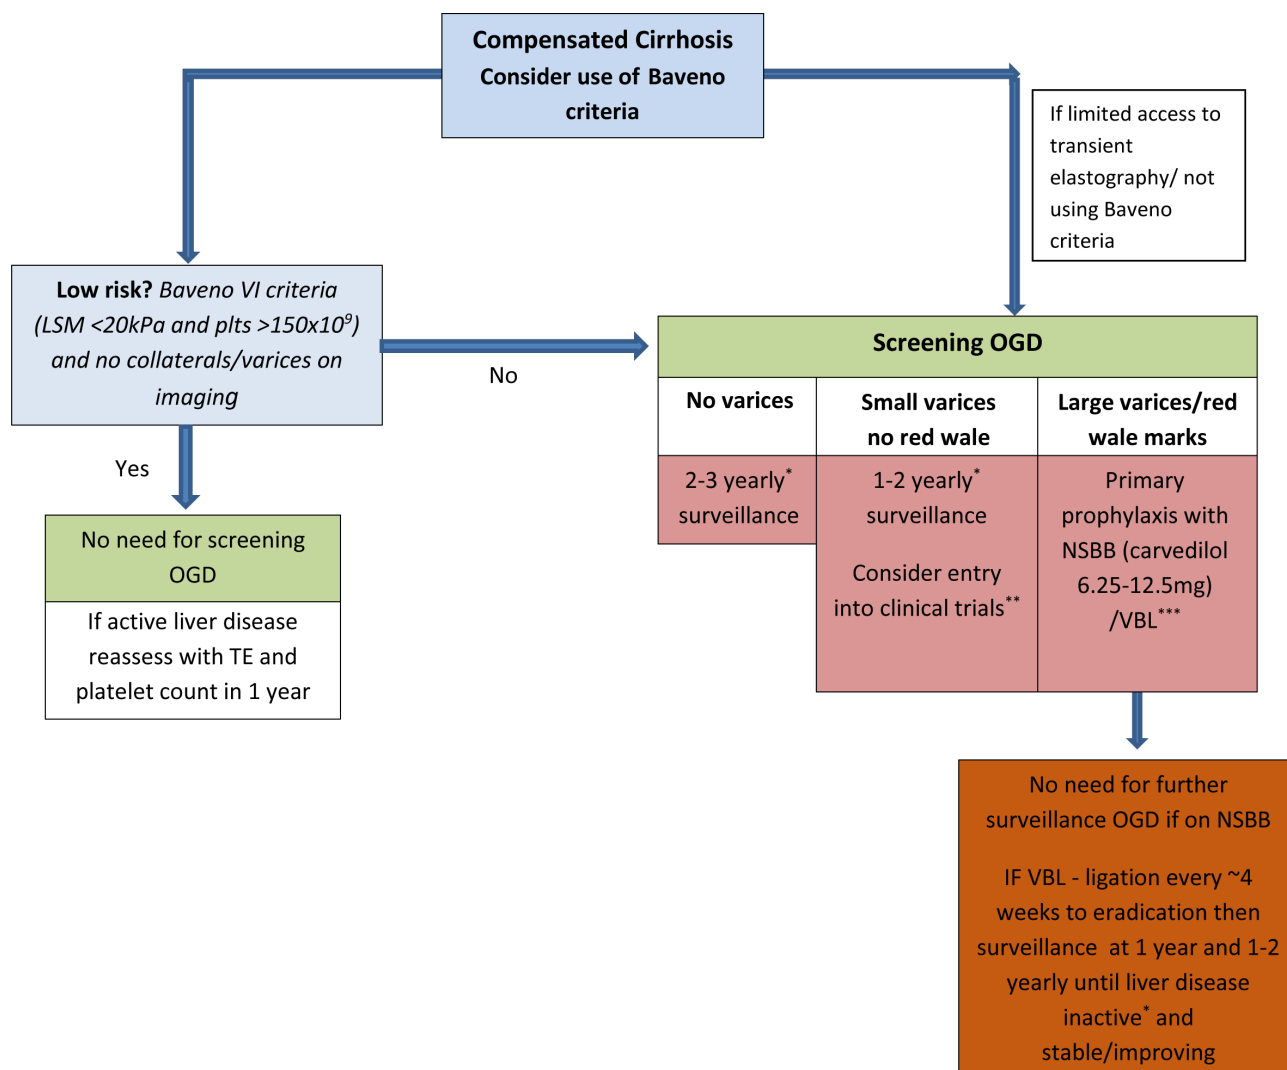 Compensated Cirrhosis
Consider use of Baveno
criteria
If limited access to
transient
elastography/ not
using Baveno
criteria
Low risk? Baveno VI criteria
(LSM <20kPa and plts >150x10⁹)
and no collaterals/varices on
imaging
No
Yes
No need for screening
OGD
If active liver disease
reassess with TE and
platelet count in 1 year
Screening OGD
No varices
Small varices
no red wale
Large varices/red
wale marks
2-3 yearly*
surveillance
1-2 yearly*
surveillance
Consider entry
into clinical trials**
Primary
prophylaxis with
NSBB (carvedilol
6.25-12.5mg)
/VBL***
No need for further
surveillance OGD if on NSBB
IF VBL - ligation every ~4
weeks to eradication then
surveillance at 1 year and 1-2
yearly until liver disease
inactive* and
stable/improving